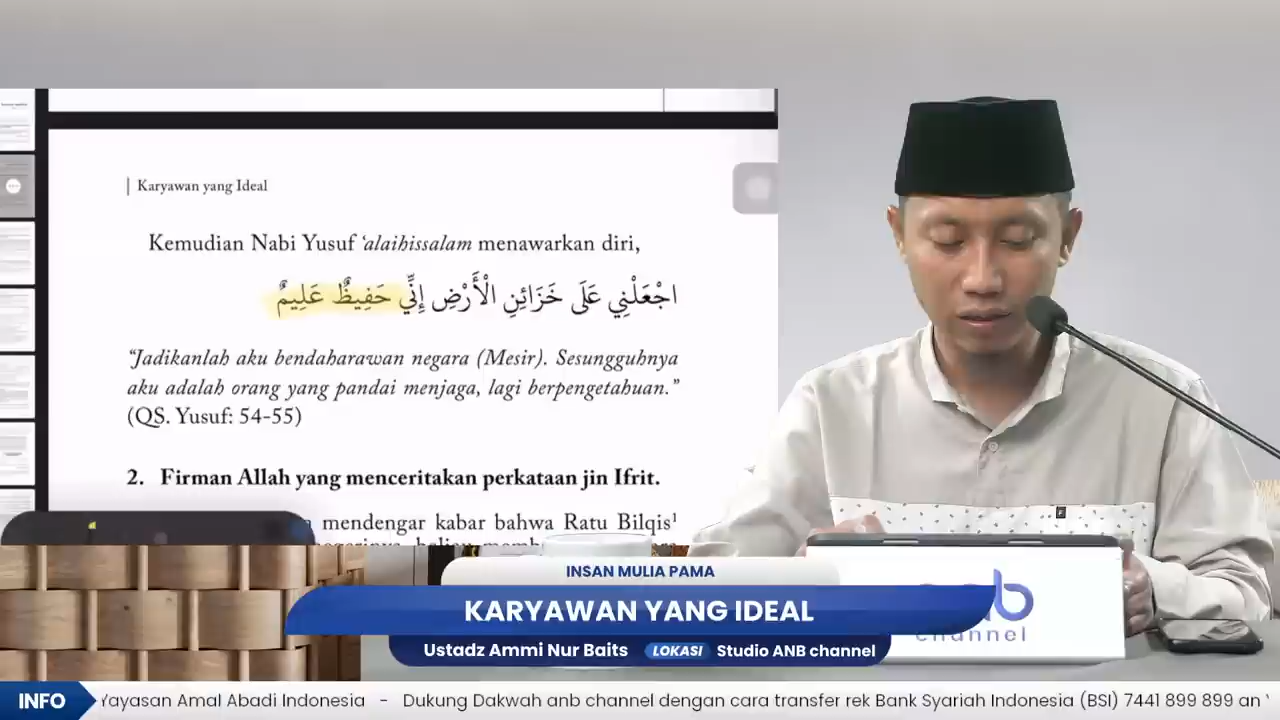 Karyawan yang Ideal
Kemudian Nabi Yusuf ‘alaihissalam menawarkan diri,
اجْعَلْنِي عَلَى خَزَائِنِ الْأَرْضِ إِنِّي حَفِيظٌ عَلِيمٌ
“Jadikanlah aku bendaharawan negara (Mesir). Sesungguhnya
aku adalah orang yang pandai menjaga, lagi berpengetahuan.”
(QS. Yusuf: 54-55)
2. Firman Allah yang menceritakan perkataan jin Ifrit.
mendengar kabar bahwa Ratu Bilqis¹
INSAN MULIA PAMA
KARYAWAN YANG IDEAL
channel
Ustadz Ammi Nur Baits LOKASI Studio ANB channel
INFO Yayasan Amal Abadi Indonesia - Dukung Dakwah anb channel dengan cara transfer rek Bank Syariah Indonesia (BSI) 7441 899 899 an